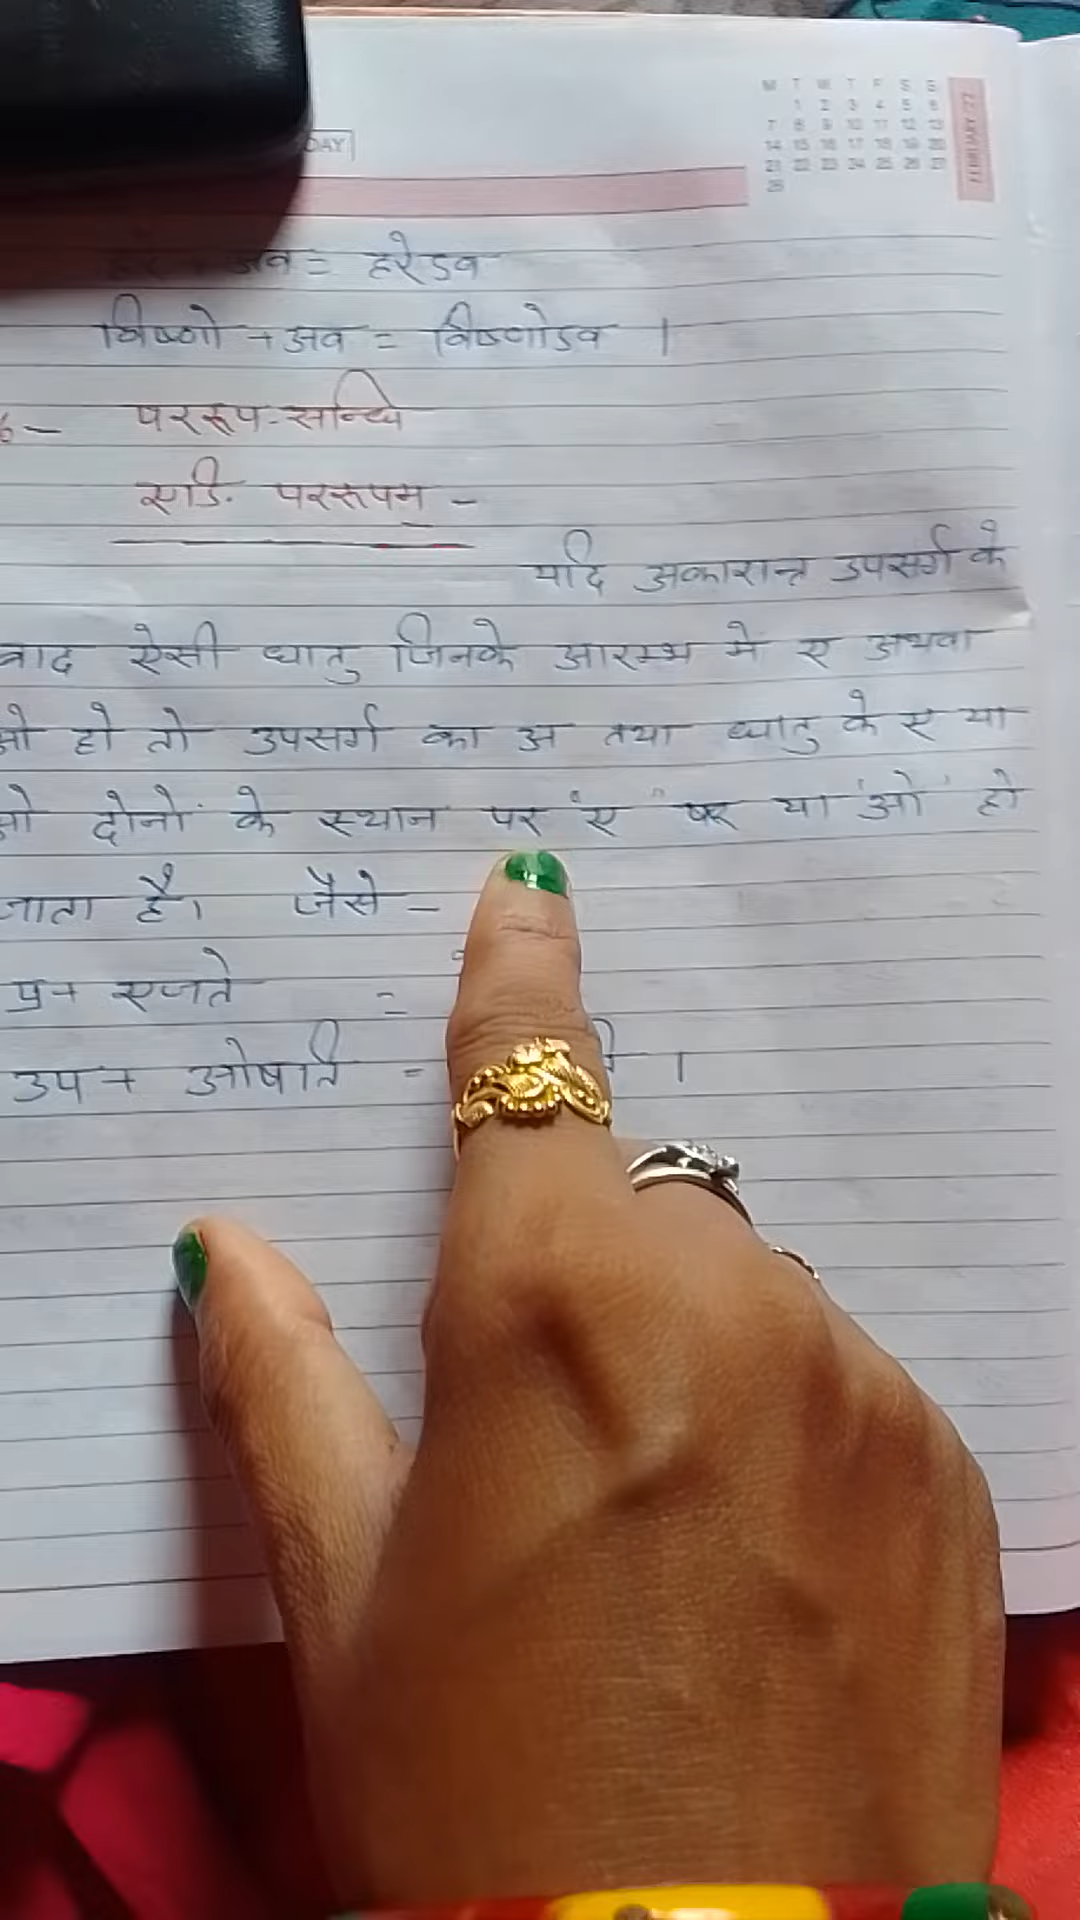 DAY
M T W T F S S
1 2 3 4 5 6
7 8 9 10 11 12 13
14 15 16 17 18 19 20
21 22 23 24 25 26 27
28
FEBRUARY '22
हरे + अव = हरेऽव
विष्णो + अव = विष्णोऽव ।
6 - पररूप-सन्धि
एङि पररूपम् -
यदि अकारान्त उपसर्ग के
बाद ऐसी धातु जिनके आरम्भ मे ए अथवा
ओ हो तो उपसर्ग का अ तथा धातु के ए या
ओ दोनों के स्थान पर "ए" या 'ओ' हो
जाता है। जैसे -
प्र + एजते =
उप + ओषति = ।